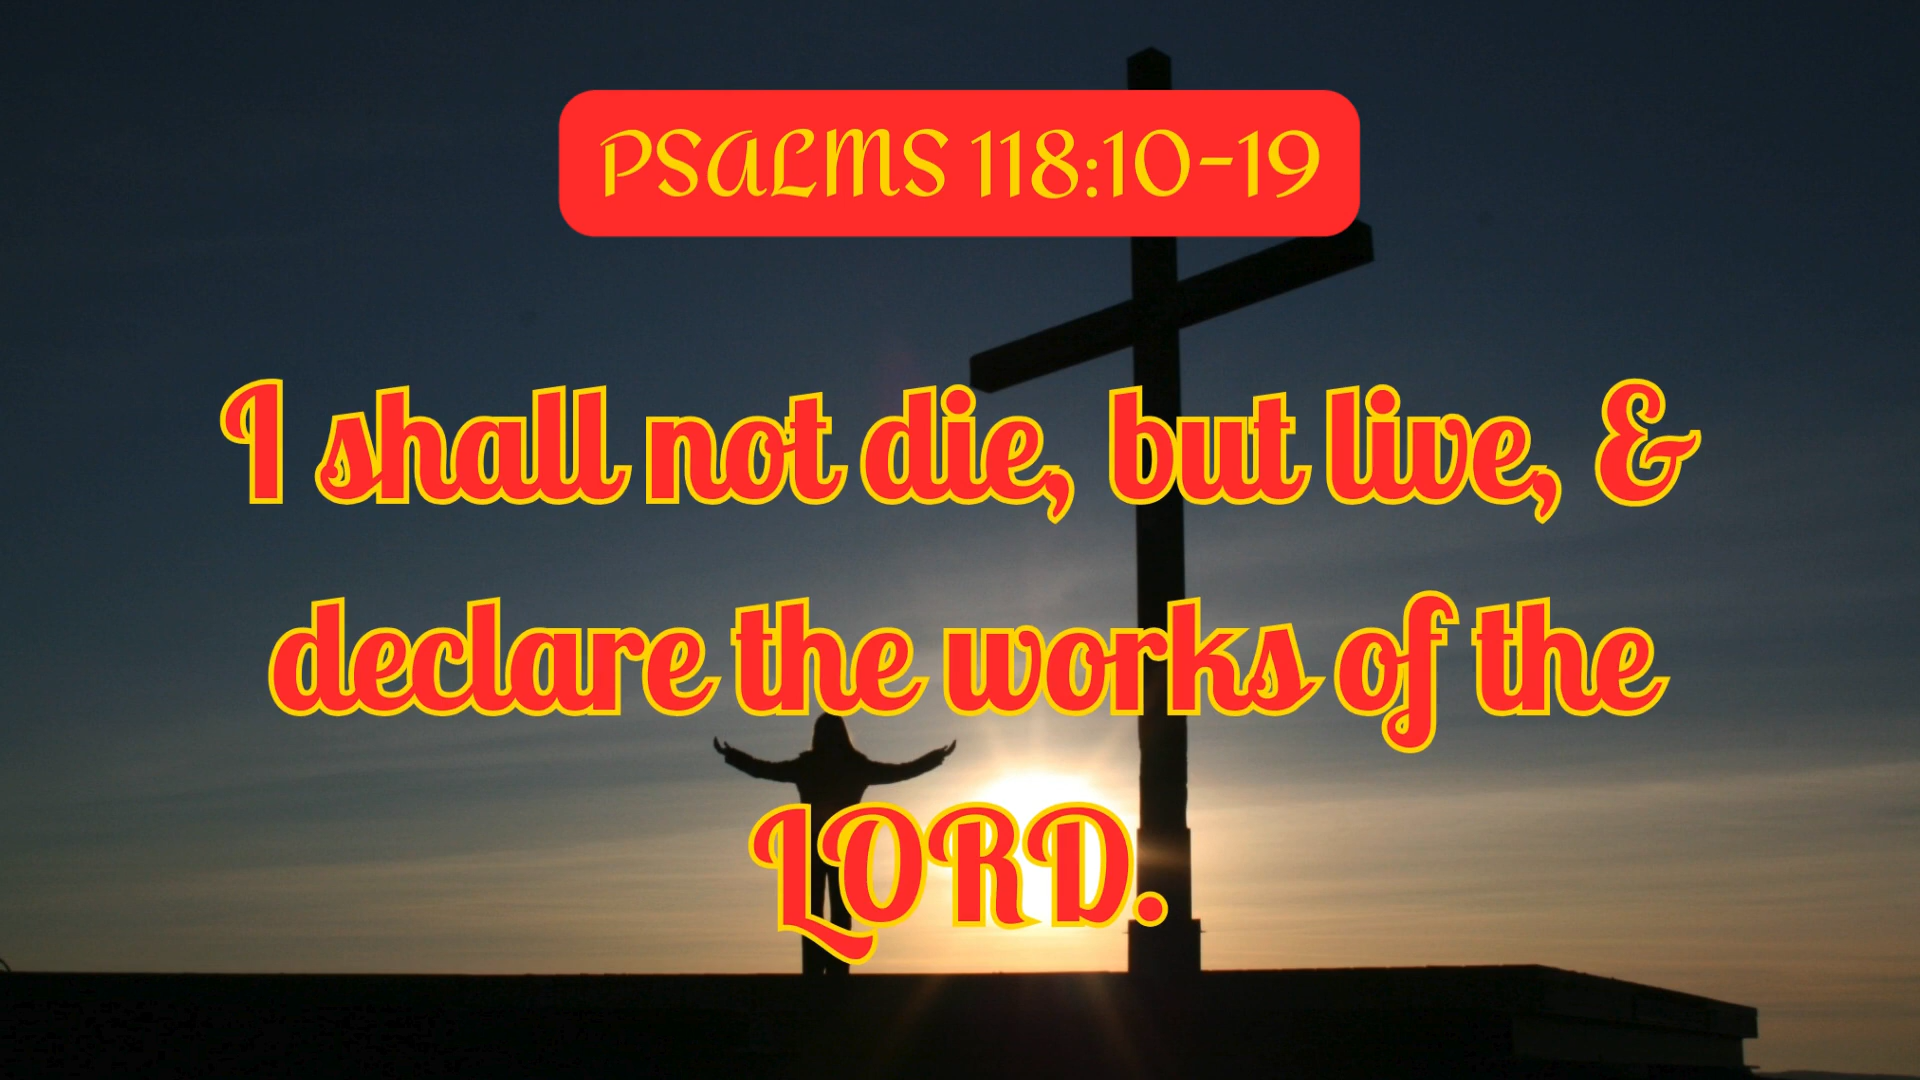 PSALMS 118:10-19
I shall not die, but live, &
declare the works of the
LORD.